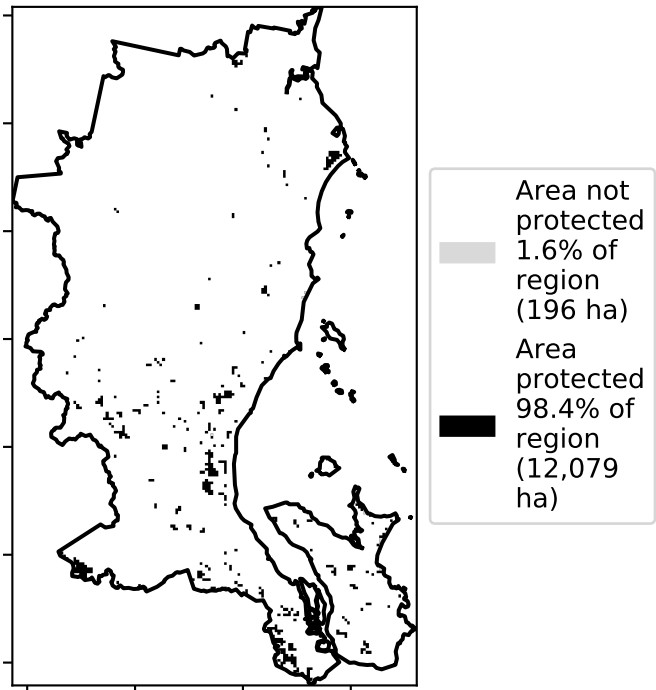 Area not
protected
1.6% of
region
(196 ha)
Area
protected
98.4% of
region
(12,079
ha)